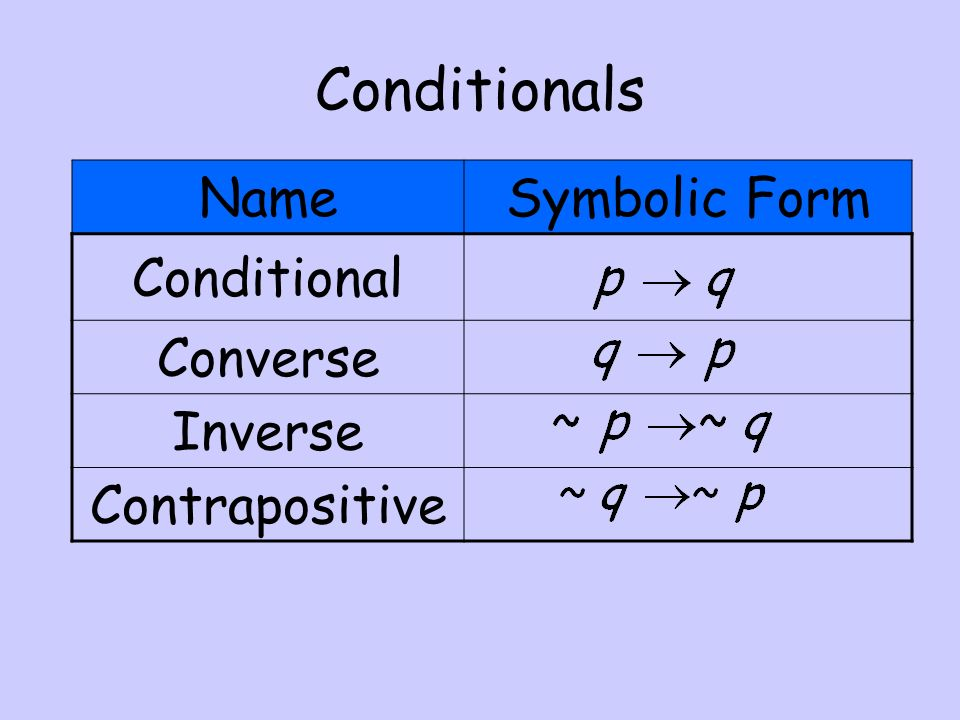 Conditionals
Name Symbolic Form
Conditional p → q
Converse q → p
Inverse ~ p →~ q
Contrapositive ~ q →~ p